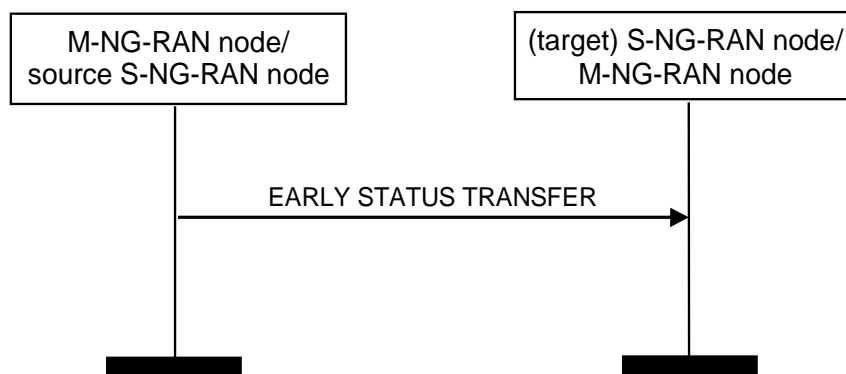 M-NG-RAN node/
source S-NG-RAN node
(target) S-NG-RAN node/
M-NG-RAN node
EARLY STATUS TRANSFER